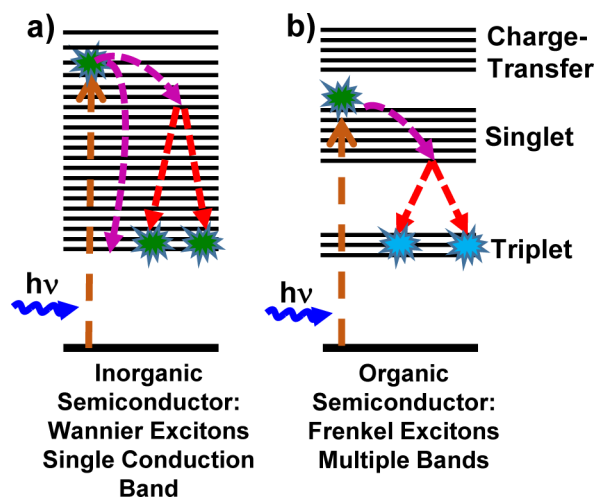 a)
hν
Inorganic
Semiconductor:
Wannier Excitons
Single Conduction
Band
b)
Charge-
Transfer
Singlet
Triplet
hν
Organic
Semiconductor:
Frenkel Excitons
Multiple Bands